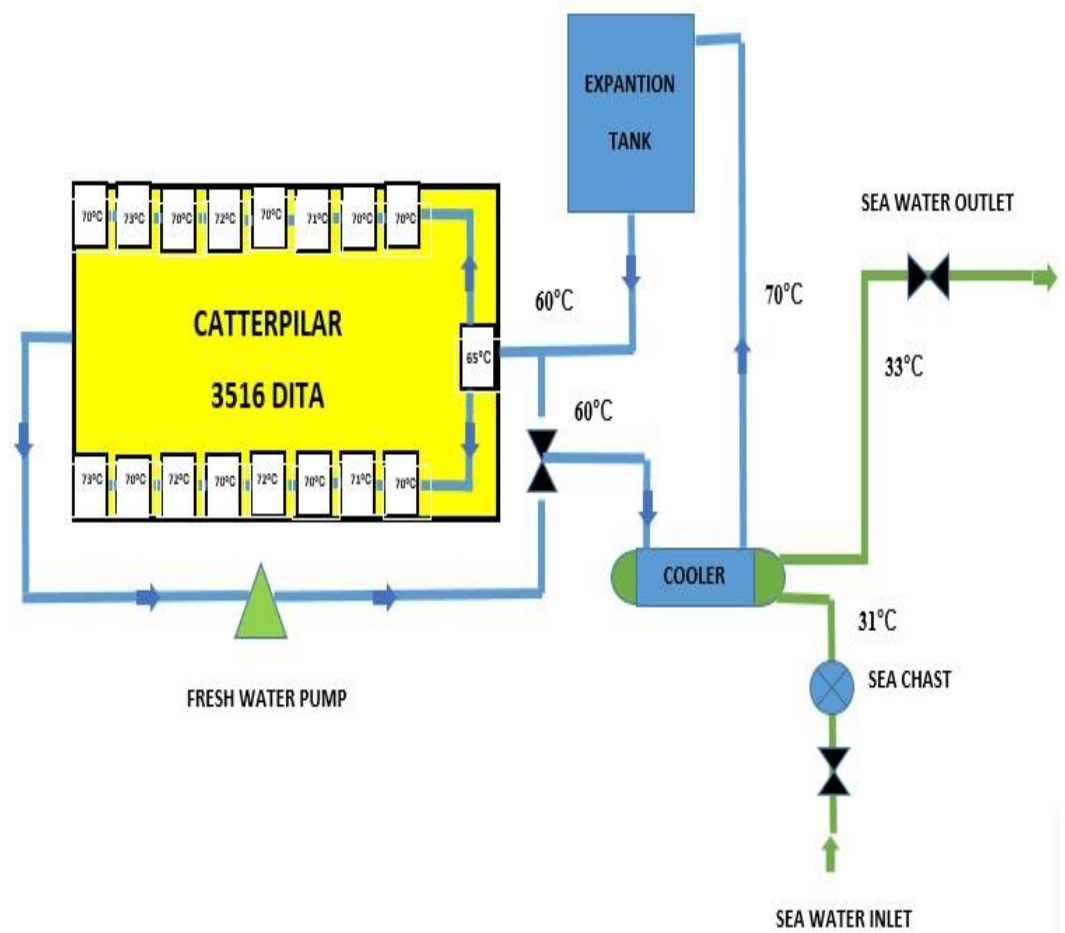 EXPANTION
TANK
SEA WATER OUTLET
70°C 73°C 70°C 72°C 70°C 71°C 70°C 70°C
60°C
70°C
CATTERPILAR
3516 DITA
65°C
33°C
60°C
73°C 70°C 72°C 70°C 72°C 70°C 71°C 70°C
COOLER
31°C
SEA CHAST
FRESH WATER PUMP
SEA WATER INLET